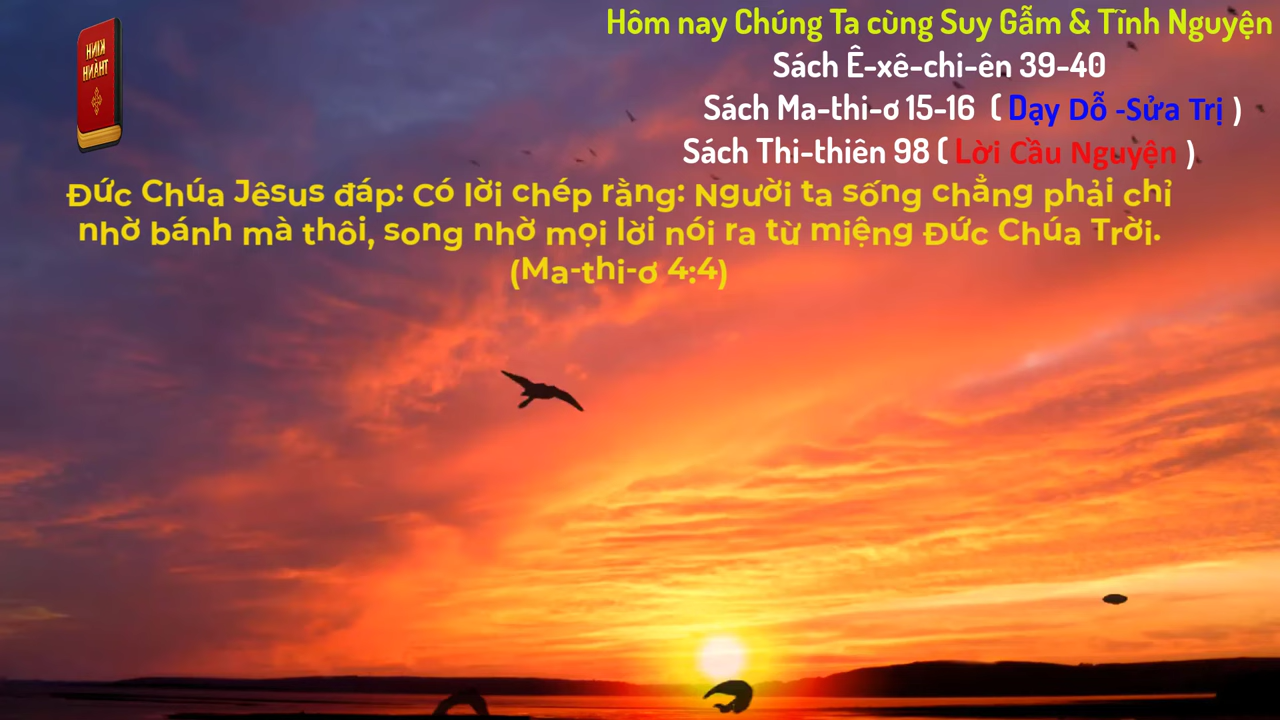 KINH
THÁNH
Hôm nay Chúng Ta cùng Suy Gẫm & Tĩnh Nguyện
Sách Ê-xê-chi-ên 39-40
Sách Ma-thi-ơ 15-16 ( Dạy Dỗ -Sửa Trị )
Sách Thi-thiên 98 ( Lời Cầu Nguyện )
Đức Chúa Jêsus đáp: Có lời chép rằng: Người ta sống chẳng phải chỉ
nhờ bánh mà thôi, song nhờ mọi lời nói ra từ miệng Đức Chúa Trời.
(Ma-thi-ơ 4:4)